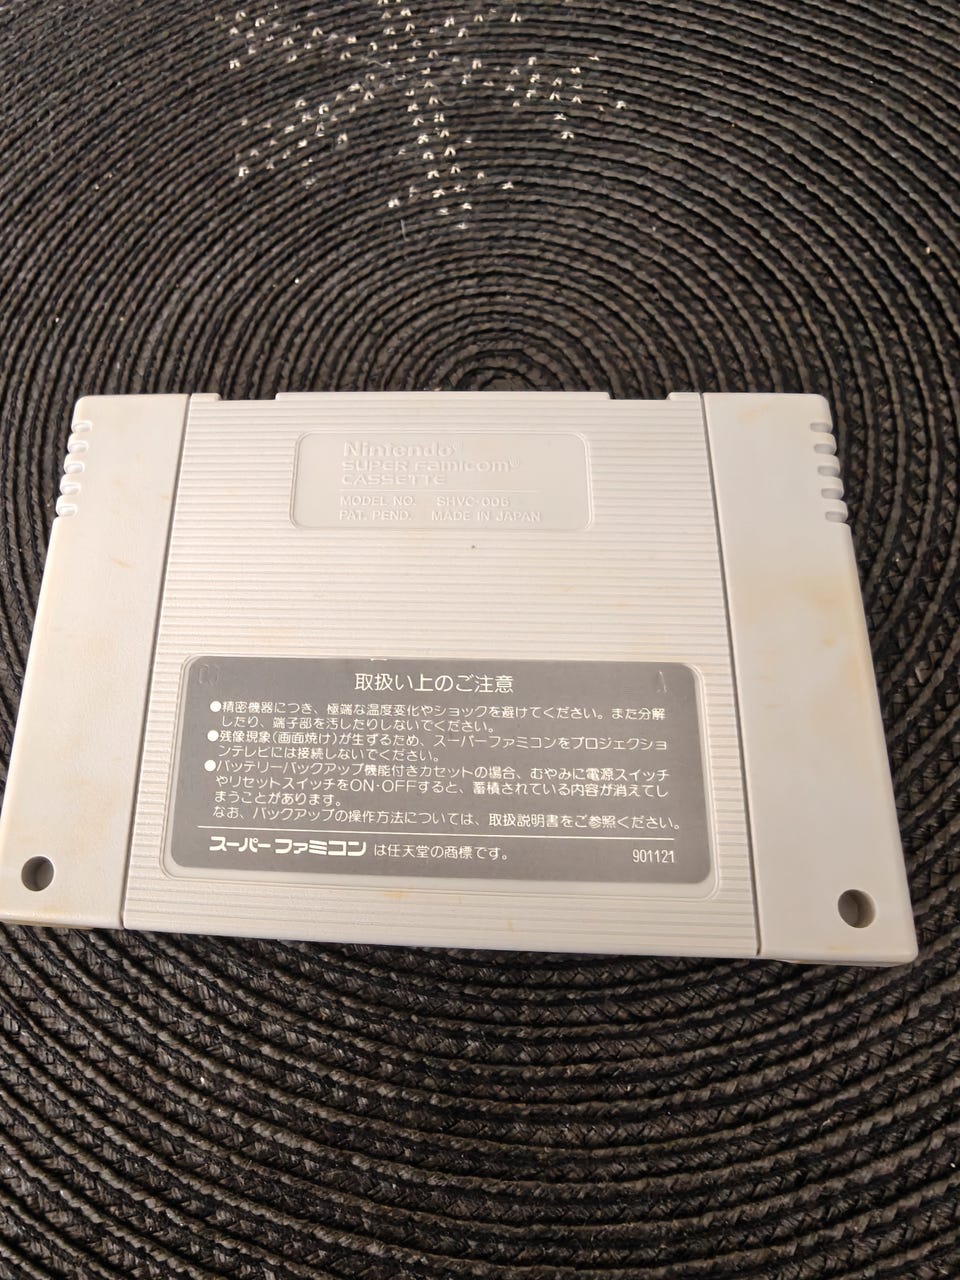 Nintendo®
SUPER Famicom®
CASSETTE
MODEL NO. SHVC-006
PAT. PEND. MADE IN JAPAN
取扱い上のご注意
●精密機器につき、極端な温度変化やショックを避けてください。また分解
したり、端子部を汚したりしないでください。
●残像現象(画面焼け)が生ずるため、スーパーファミコンをプロジェクショ
ンテレビには接続しないでください。
●バッテリーバックアップ機能付きカセットの場合、むやみに電源スイッチ
やリセットスイッチをON・OFFすると、蓄積されている内容が消えてし
まうことがあります。
なお、バックアップの操作方法については、取扱説明書をご参照ください。
スーパーファミコン は任天堂の商標です。
901121